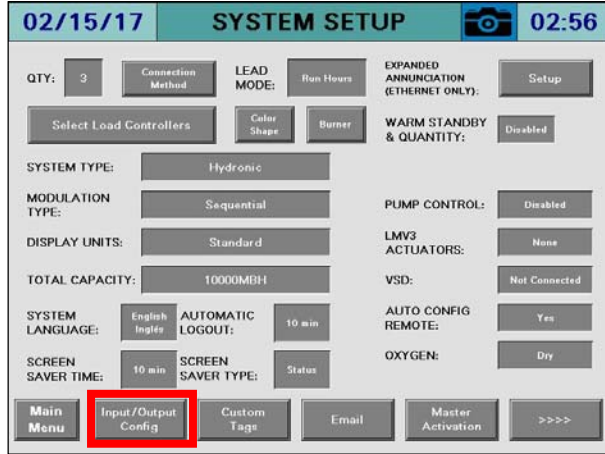 02/15/17 SYSTEM SETUP 02:56
QTY: 3 Connection Method LEAD MODE: Run Hours EXPANDED ANNUNCIATION (ETHERNET ONLY): Setup
Select Load Controllers Color Shape Burner WARM STANDBY & QUANTITY: Disabled
SYSTEM TYPE: Hydronic
MODULATION TYPE: Sequential PUMP CONTROL: Disabled
DISPLAY UNITS: Standard LMV3 ACTUATORS: None
TOTAL CAPACITY: 10000MBH VSD: Not Connected
SYSTEM LANGUAGE: English Inglés AUTOMATIC LOGOUT: 10 min AUTO CONFIG REMOTE: Yes
SCREEN SAVER TIME: 10 min SCREEN SAVER TYPE: Status OXYGEN: Dry
Main Menu Input/Output Config Custom Tags Email Master Activation >>>>